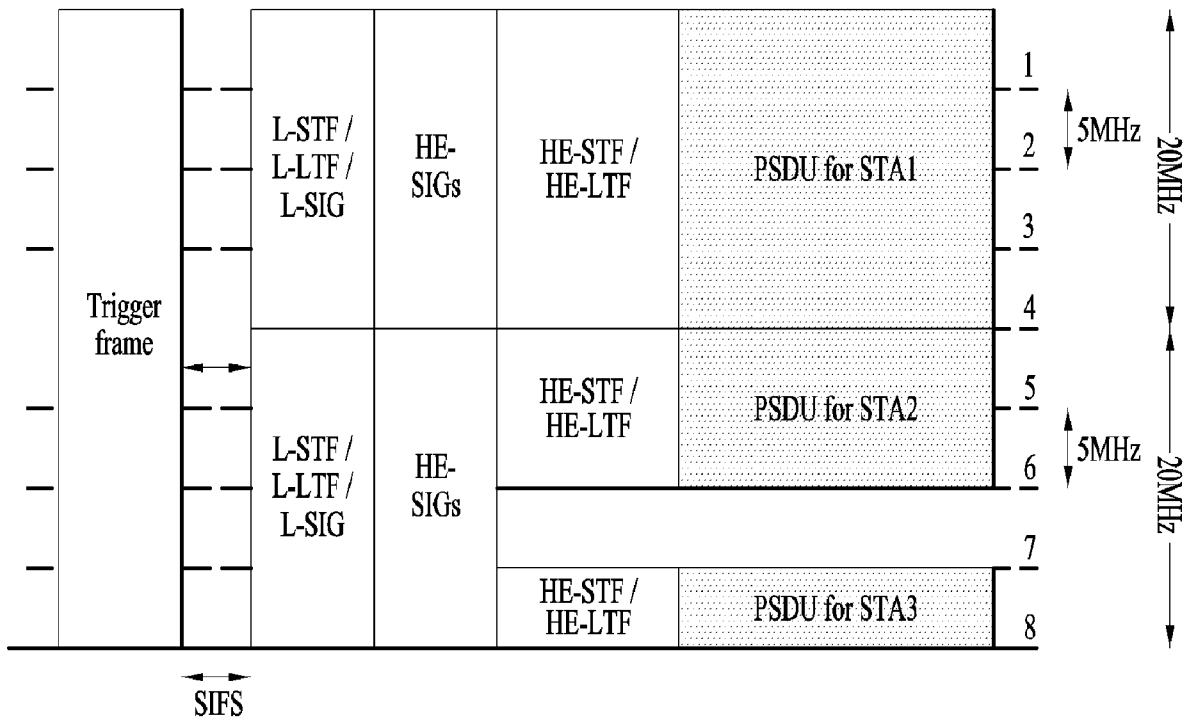 Trigger
frame
SIFS
L-STF /
L-LTF /
L-SIG
HE-
SIGs
HE-STF /
HE-LTF
PSDU for STA1
L-STF /
L-LTF /
L-SIG
HE-
SIGs
HE-STF /
HE-LTF
PSDU for STA2
HE-STF /
HE-LTF
PSDU for STA3
1
2
3
4
5
6
7
8
5MHz
5MHz
20MHz
20MHz